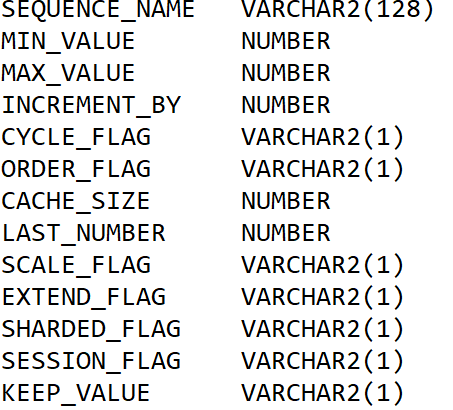 SEQUENCE_NAME VARCHAR2(128)
MIN_VALUE NUMBER
MAX_VALUE NUMBER
INCREMENT_BY NUMBER
CYCLE_FLAG VARCHAR2(1)
ORDER_FLAG VARCHAR2(1)
CACHE_SIZE NUMBER
LAST_NUMBER NUMBER
SCALE_FLAG VARCHAR2(1)
EXTEND_FLAG VARCHAR2(1)
SHARDED_FLAG VARCHAR2(1)
SESSION_FLAG VARCHAR2(1)
KEEP_VALUE VARCHAR2(1)